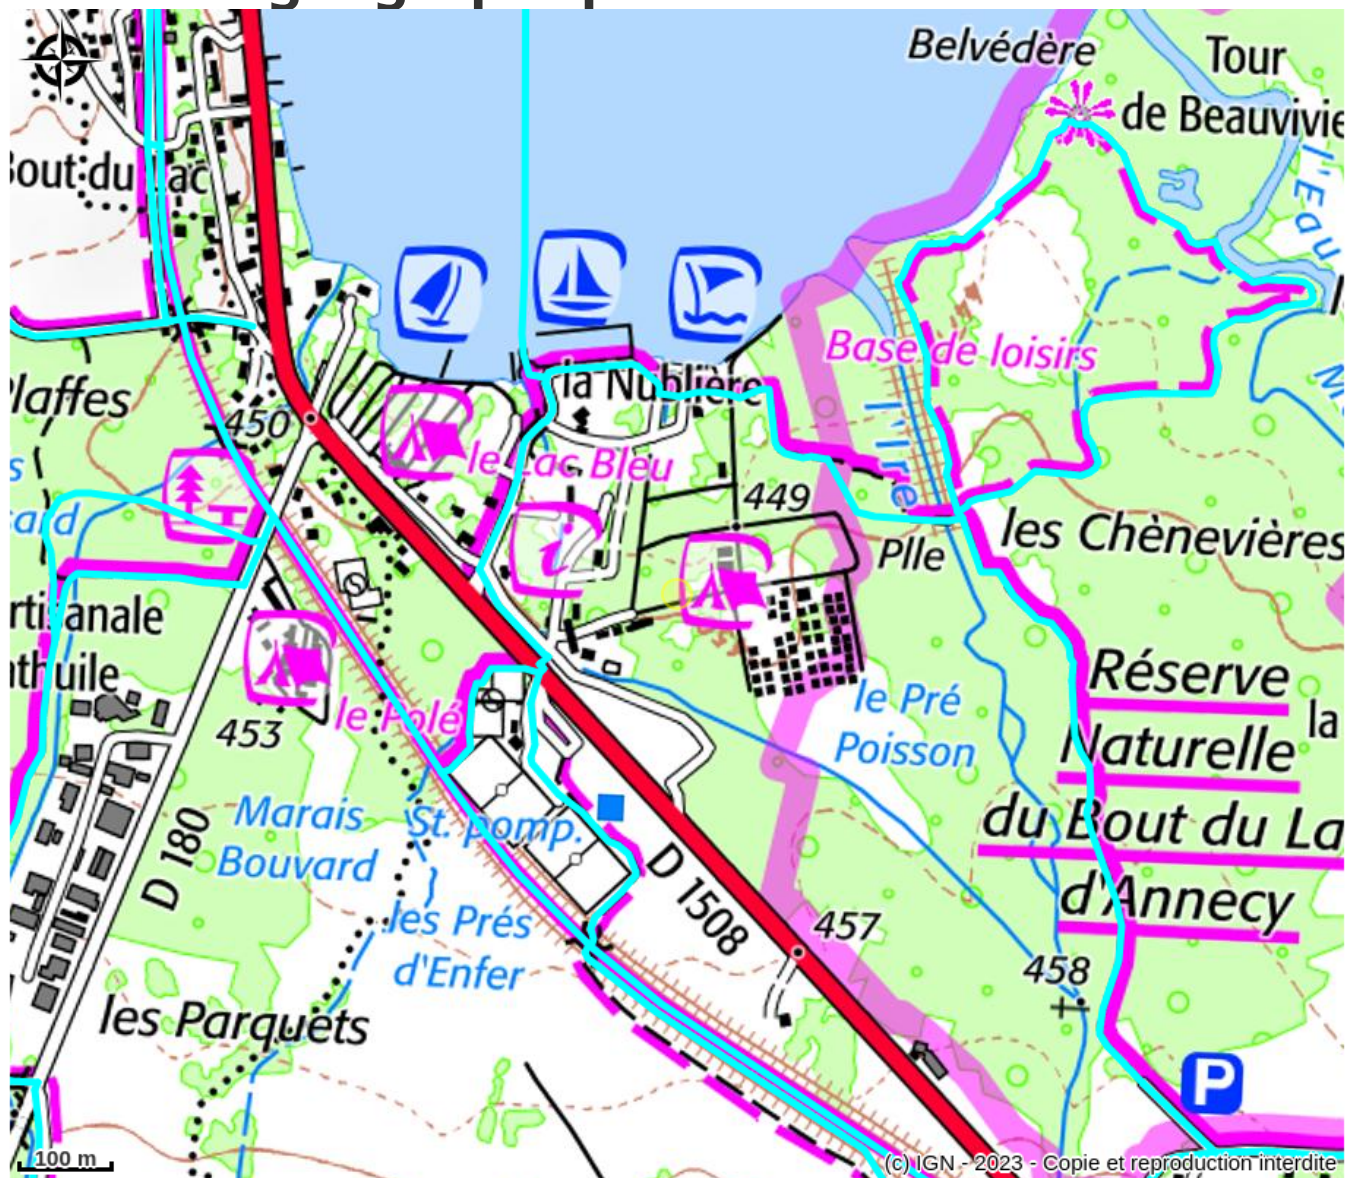 Belvédère
Tour
de Beauvivie
l'Eau
Bout du Lac
Base de loisirs
la Nublière
laffes
450
le Lac Bleu
l'Ire
449
les Chènevières
Plle
rtisanale
nthuile
Réserve
Naturelle
du Bout du La
d'Annecy
la
le Pré
Poisson
le Polé
453
Marais
Bouvard
St. pomp.
D 180
D 1508
les Prés
d'Enfer
457
458
les Parquets
P
100 m
(c) IGN - 2023 - Copie et reproduction interdite